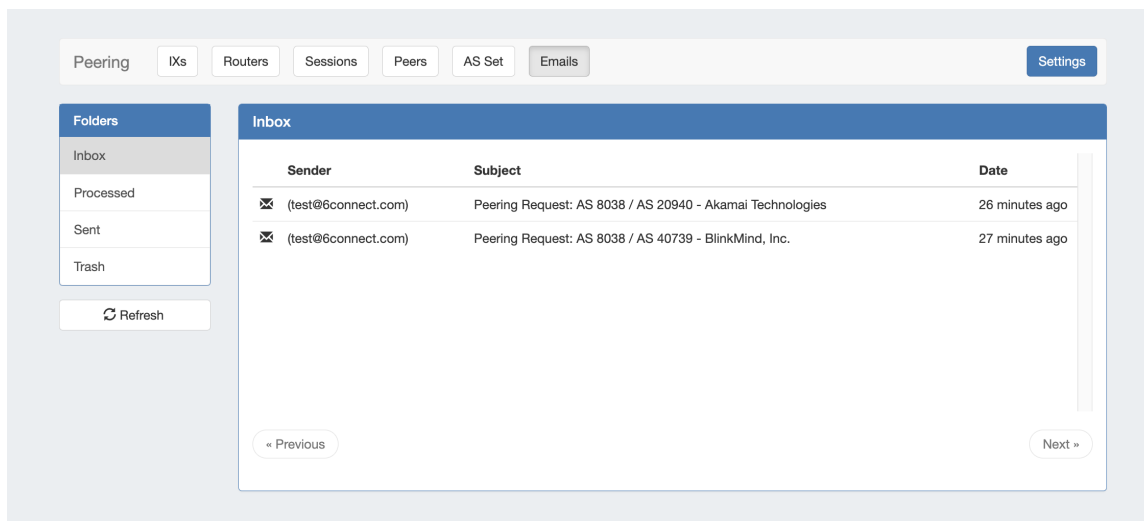 Peering IXs Routers Sessions Peers AS Set Emails Settings
Folders
Inbox
Processed
Sent
Trash
Refresh
Inbox
Sender Subject Date
(test@6connect.com) Peering Request: AS 8038 / AS 20940 - Akamai Technologies 26 minutes ago
(test@6connect.com) Peering Request: AS 8038 / AS 40739 - BlinkMind, Inc. 27 minutes ago
« Previous Next »